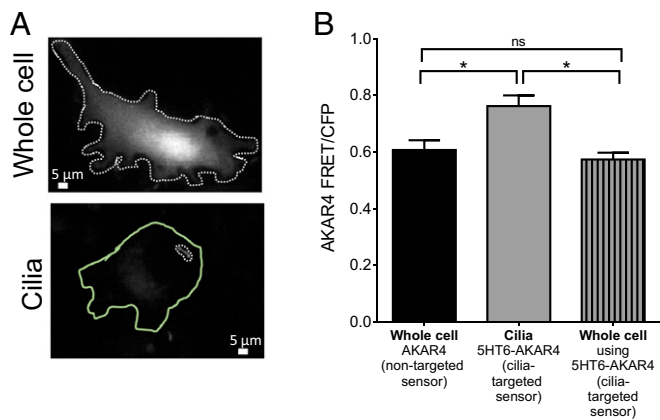 A
Whole cell
5 μm
Cilia
5 μm
B
AKAR4 FRET/CFP
1.0
0.8
0.6
0.4
0.2
0.0
ns
* *
Whole cell
AKAR4
(non-targeted
sensor)
Cilia
5HT6-AKAR4
(cilia-
targeted
sensor)
Whole cell
using
5HT6-AKAR4
(cilia-
targeted
sensor)